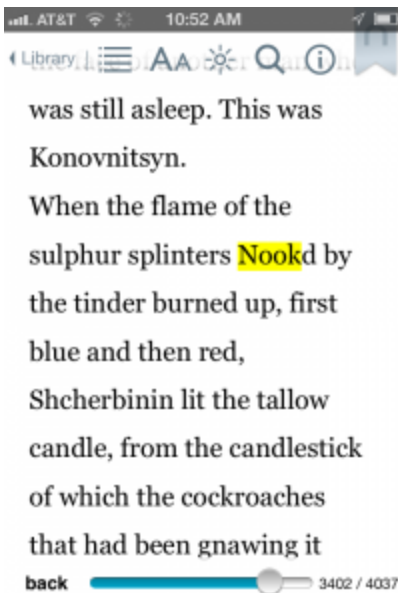 AT&T 10:52 AM
Library
was still asleep. This was
Konovnitsyn.
When the flame of the
sulphur splinters Nookd by
the tinder burned up, first
blue and then red,
Shcherbinin lit the tallow
candle, from the candlestick
of which the cockroaches
that had been gnawing it
back 3402 / 4037